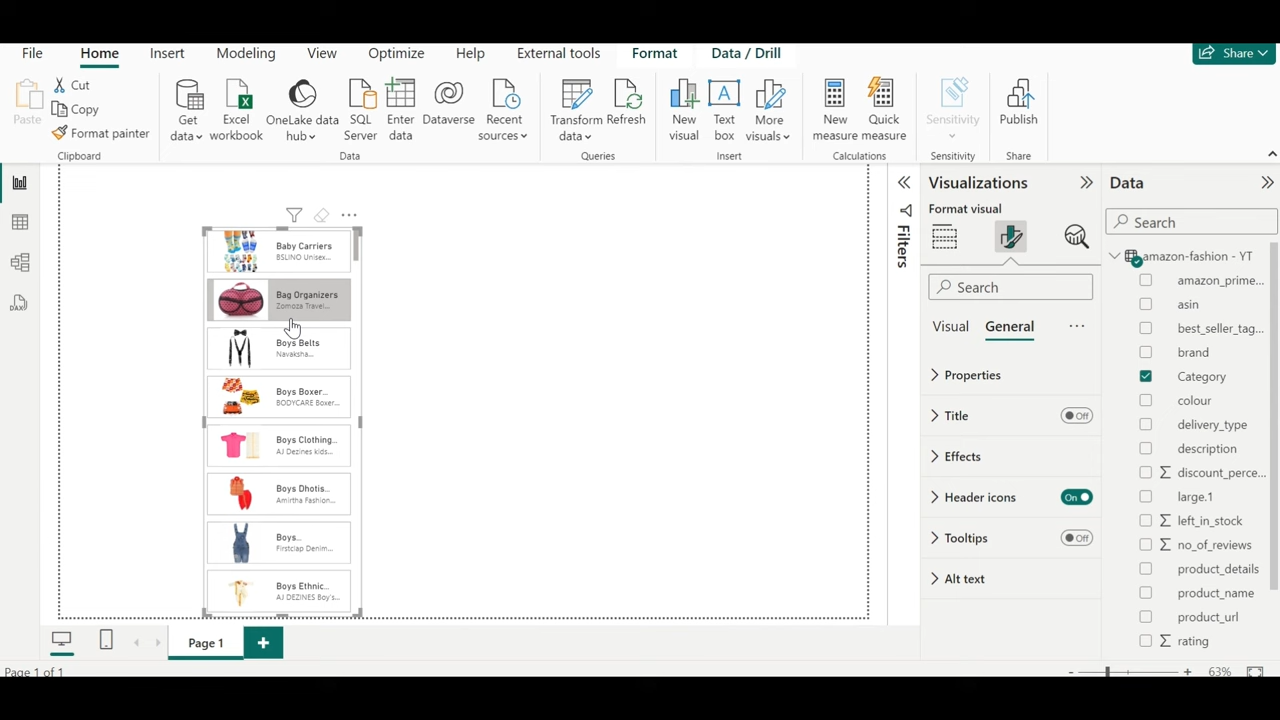 File Home Insert Modeling View Optimize Help External tools Format Data / Drill Share
Paste
Cut
Copy
Format painter
Clipboard
Get data
Excel workbook
OneLake data hub
SQL Server
Enter data
Dataverse
Recent sources
Data
Transform data
Refresh
Queries
New visual
Text box
More visuals
Insert
New measure
Quick measure
Calculations
Sensitivity
Sensitivity
Publish
Share
Baby Carriers
BSLINO Unisex...
Bag Organizers
Zomoza Travel...
Boys Belts
Navaksha...
Boys Boxer...
BODYCARE Boxer...
Boys Clothing...
AJ Dezines kids...
Boys Dhotis...
Amirtha Fashion...
Boys...
Firstclap Denim...
Boys Ethnic...
AJ DEZINES Boy's...
Filters
Visualizations
Format visual
Search
Visual General ...
Properties
Title Off
Effects
Header icons On
Tooltips Off
Alt text
Data
Search
amazon-fashion - YT
amazon_prime...
asin
best_seller_tag...
brand
Category
colour
delivery_type
description
Σ discount_perce...
large.1
Σ left_in_stock
Σ no_of_reviews
product_details
product_name
product_url
Σ rating
DAX
Page 1
Page 1 of 1
- + 63%